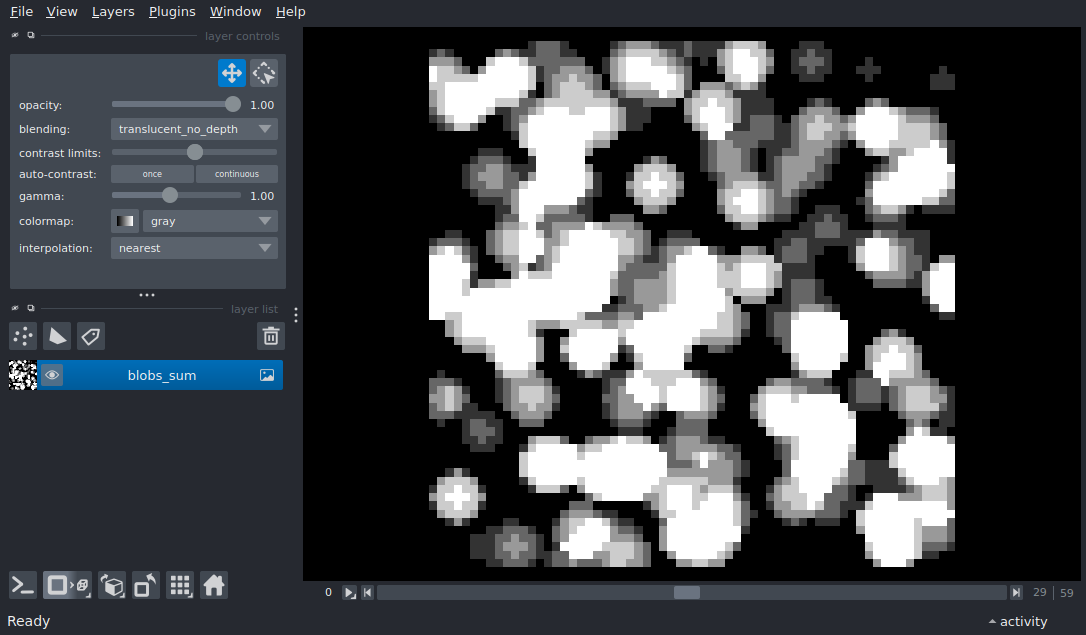 File View Layers Plugins Window Help
layer controls
opacity: 1.00
blending: translucent_no_depth
contrast limits:
auto-contrast: once continuous
gamma: 1.00
colormap: gray
interpolation: nearest
layer list
blobs_sum
0 29 59
Ready activity